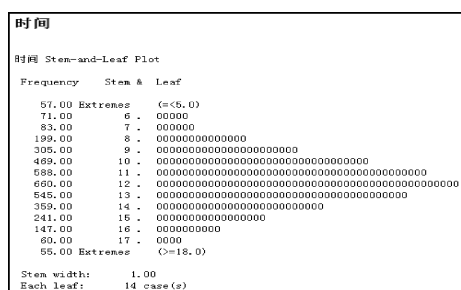 时间
时间 Stem-and-Leaf Plot
Frequency Stem & Leaf
57.00 Extremes (=<5.0)
71.00 6 . 00000
83.00 7 . 000000
199.00 8 . 00000000000000
305.00 9 . 0000000000000000000000
469.00 10 . 000000000000000000000000000000000
588.00 11 . 000000000000000000000000000000000000000000
660.00 12 . 00000000000000000000000000000000000000000000000
545.00 13 . 000000000000000000000000000000000000000
359.00 14 . 00000000000000000000000000
241.00 15 . 00000000000000000
147.00 16 . 0000000000
60.00 17 . 0000
55.00 Extremes (>=18.0)
Stem width: 1.00
Each leaf: 14 case(s)